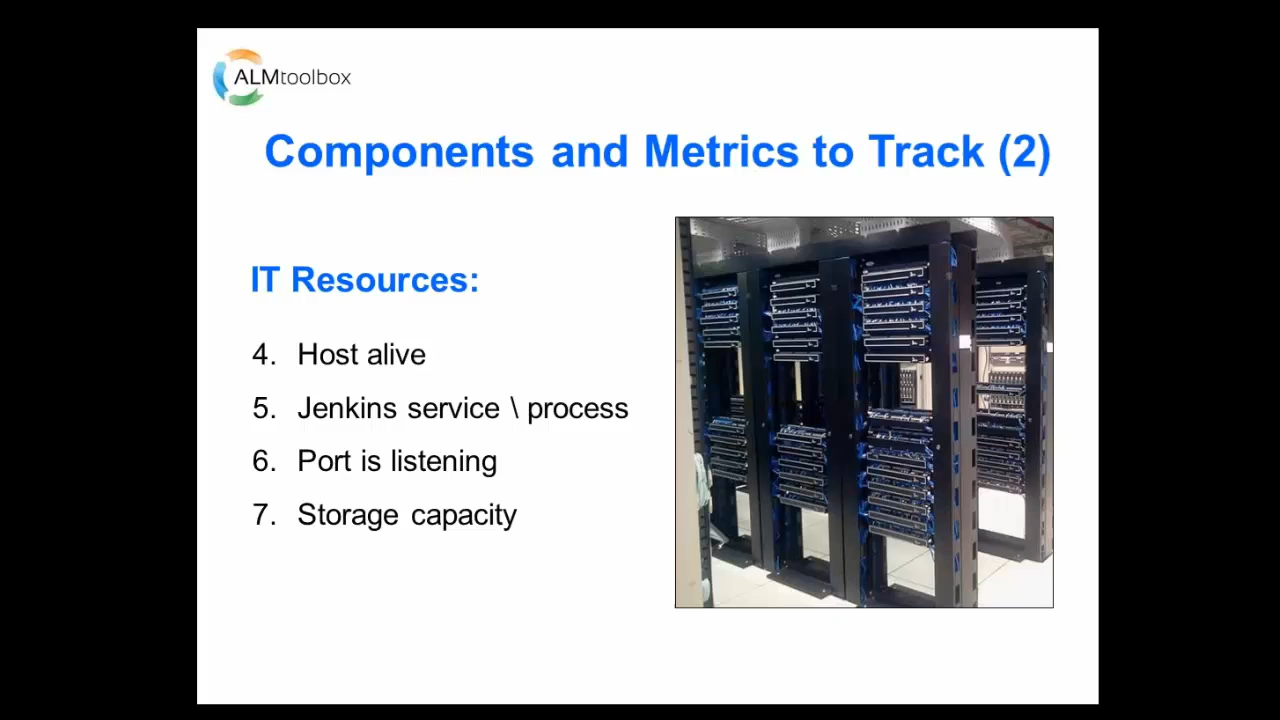 ALMtoolbox
Components and Metrics to Track (2)
IT Resources:
4. Host alive
5. Jenkins service \ process
6. Port is listening
7. Storage capacity